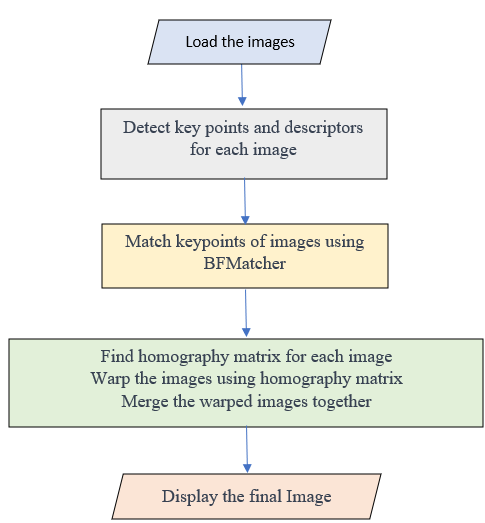 Load the images
Detect key points and descriptors
for each image
Match keypoints of images using
BFMatcher
Find homography matrix for each image
Warp the images using homography matrix
Merge the warped images together
Display the final Image